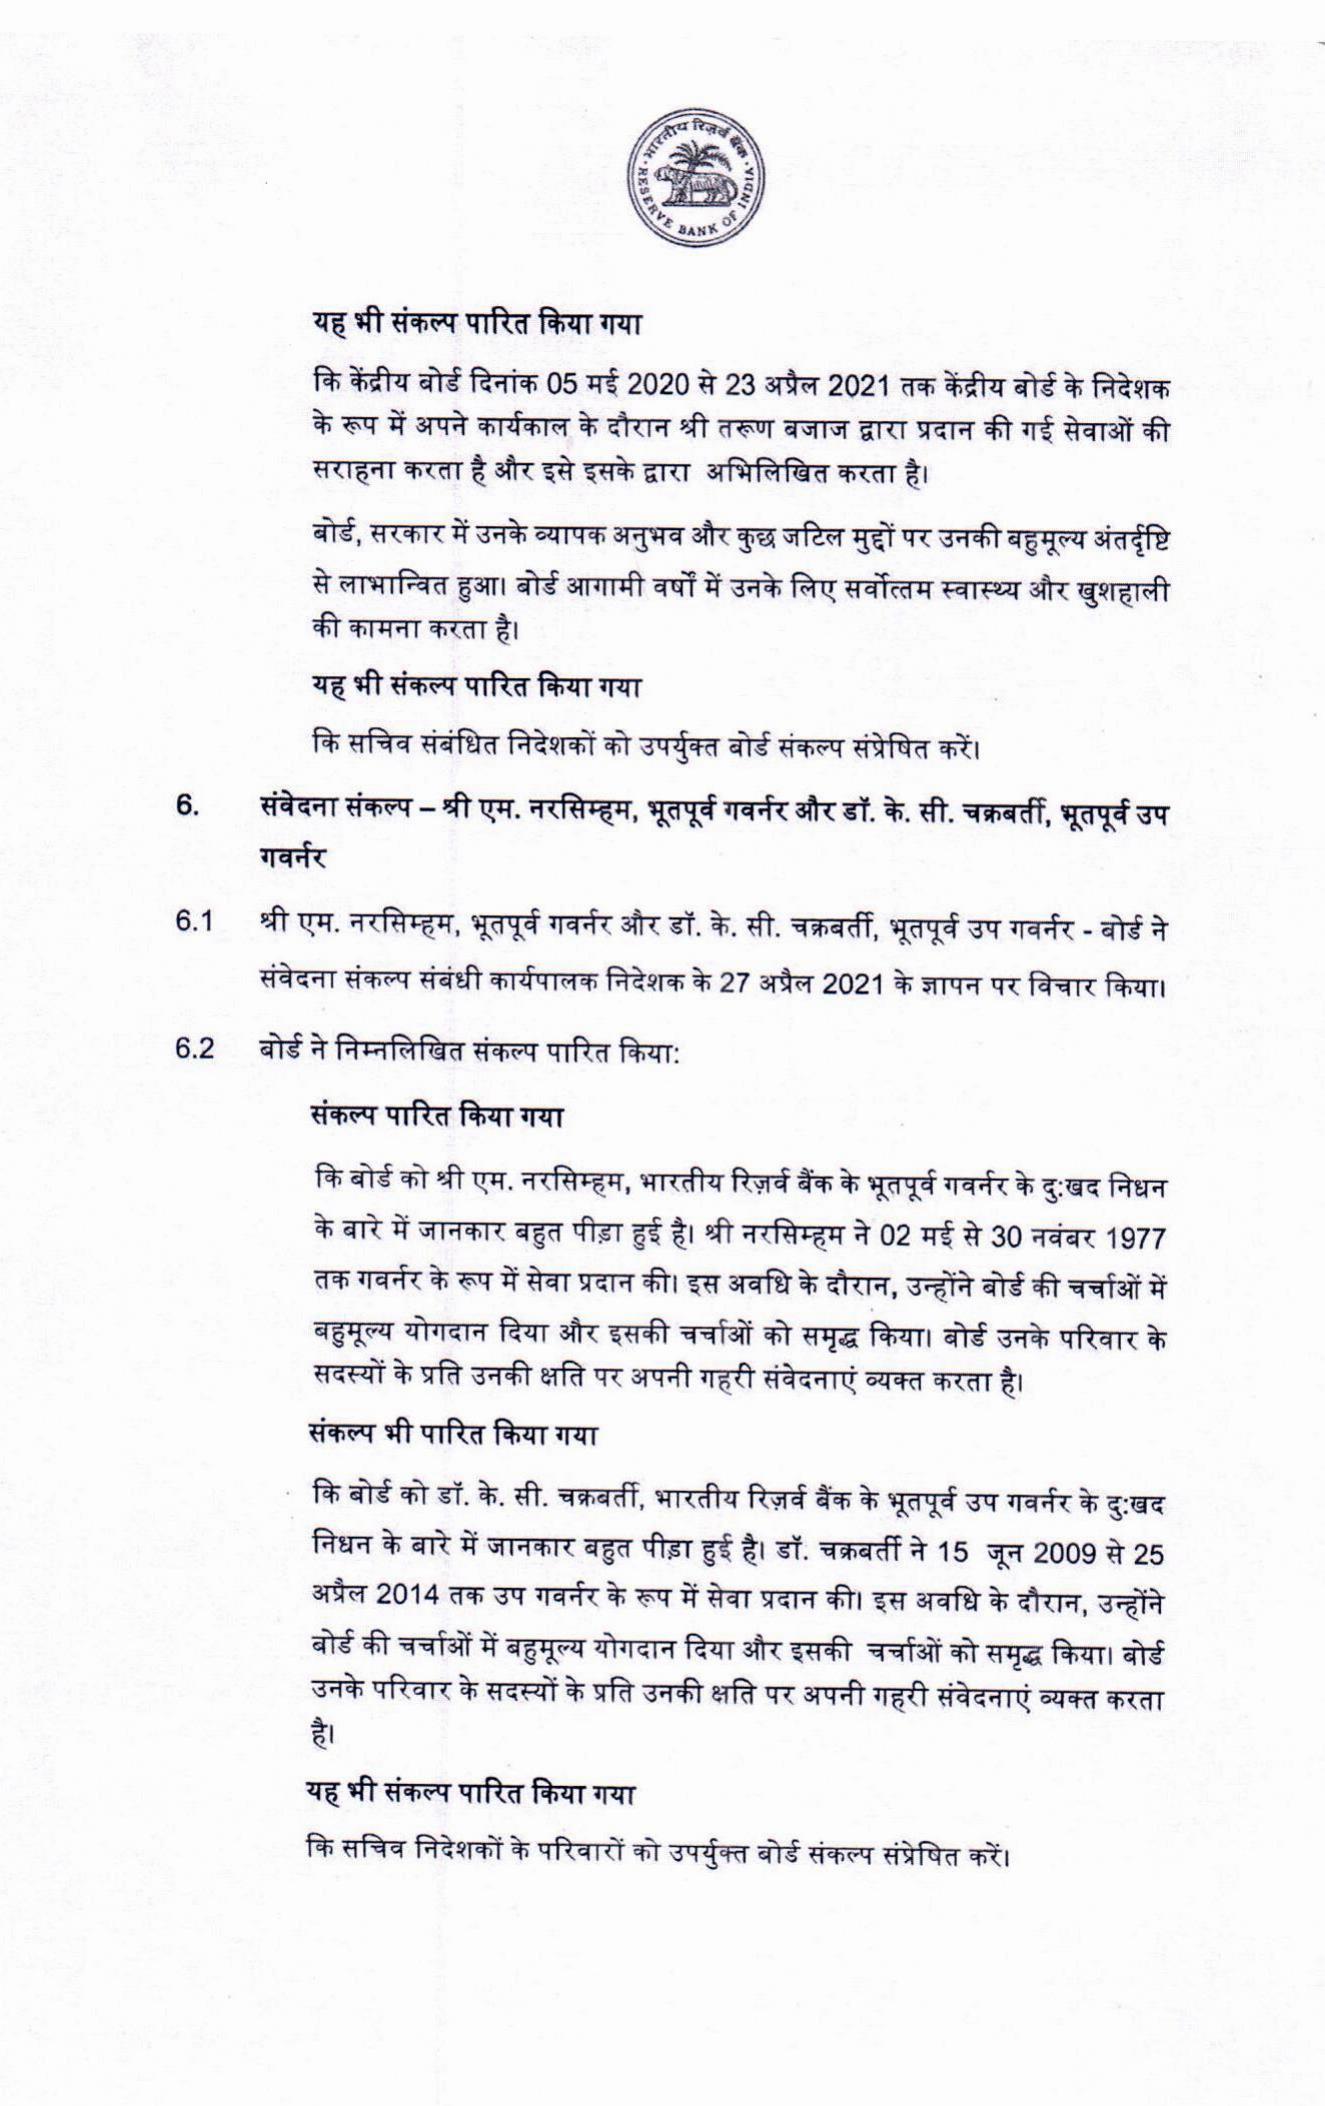 भारतीय रिज़र्व बैंक
RESERVE BANK OF INDIA
यह भी संकल्प पारित किया गया
कि केंद्रीय बोर्ड दिनांक 05 मई 2020 से 23 अप्रैल 2021 तक केंद्रीय बोर्ड के निदेशक
के रूप में अपने कार्यकाल के दौरान श्री तरूण बजाज द्वारा प्रदान की गई सेवाओं की
सराहना करता है और इसे इसके द्वारा अभिलिखित करता है।
बोर्ड, सरकार में उनके व्यापक अनुभव और कुछ जटिल मुद्दों पर उनकी बहुमूल्य अंतर्दृष्टि
से लाभान्वित हुआ। बोर्ड आगामी वर्षों में उनके लिए सर्वोत्तम स्वास्थ्य और खुशहाली
की कामना करता है।
यह भी संकल्प पारित किया गया
कि सचिव संबंधित निदेशकों को उपर्युक्त बोर्ड संकल्प संप्रेषित करें।
6. संवेदना संकल्प – श्री एम. नरसिम्हम, भूतपूर्व गवर्नर और डॉ. के. सी. चक्रबर्ती, भूतपूर्व उप
गवर्नर
6.1 श्री एम. नरसिम्हम, भूतपूर्व गवर्नर और डॉ. के. सी. चक्रबर्ती, भूतपूर्व उप गवर्नर - बोर्ड ने
संवेदना संकल्प संबंधी कार्यपालक निदेशक के 27 अप्रैल 2021 के ज्ञापन पर विचार किया।
6.2 बोर्ड ने निम्नलिखित संकल्प पारित किया:
संकल्प पारित किया गया
कि बोर्ड को श्री एम. नरसिम्हम, भारतीय रिज़र्व बैंक के भूतपूर्व गवर्नर के दु:खद निधन
के बारे में जानकार बहुत पीड़ा हुई है। श्री नरसिम्हम ने 02 मई से 30 नवंबर 1977
तक गवर्नर के रूप में सेवा प्रदान की। इस अवधि के दौरान, उन्होंने बोर्ड की चर्चाओं में
बहुमूल्य योगदान दिया और इसकी चर्चाओं को समृद्ध किया। बोर्ड उनके परिवार के
सदस्यों के प्रति उनकी क्षति पर अपनी गहरी संवेदनाएं व्यक्त करता है।
संकल्प भी पारित किया गया
कि बोर्ड को डॉ. के. सी. चक्रबर्ती, भारतीय रिज़र्व बैंक के भूतपूर्व उप गवर्नर के दु:खद
निधन के बारे में जानकार बहुत पीड़ा हुई है। डॉ. चक्रबर्ती ने 15 जून 2009 से 25
अप्रैल 2014 तक उप गवर्नर के रूप में सेवा प्रदान की। इस अवधि के दौरान, उन्होंने
बोर्ड की चर्चाओं में बहुमूल्य योगदान दिया और इसकी चर्चाओं को समृद्ध किया। बोर्ड
उनके परिवार के सदस्यों के प्रति उनकी क्षति पर अपनी गहरी संवेदनाएं व्यक्त करता
है।
यह भी संकल्प पारित किया गया
कि सचिव निदेशकों के परिवारों को उपर्युक्त बोर्ड संकल्प संप्रेषित करें।